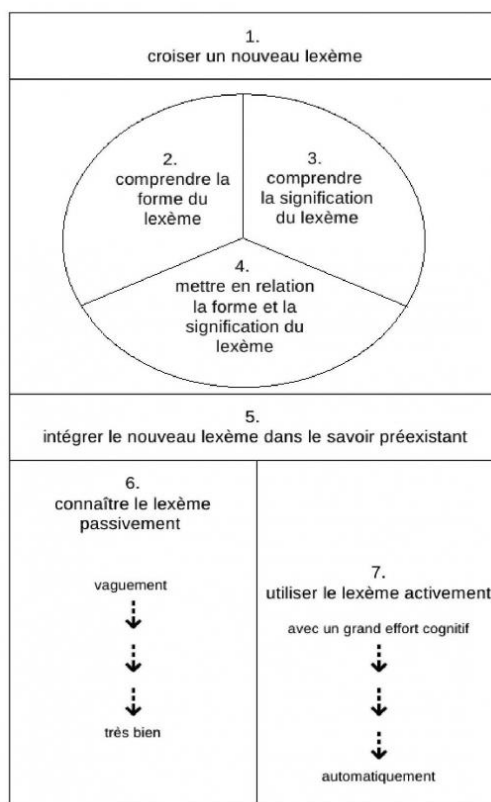 1.
croiser un nouveau lexème
2.
comprendre la
forme du
lexème
3.
comprendre
la signification
du lexème
4.
mettre en relation
la forme et la
signification du
lexème
5.
intégrer le nouveau lexème dans le savoir préexistant
6.
connaître le lexème
passivement
vaguement
très bien
7.
utiliser le lexème activement
avec un grand effort cognitif
automatiquement